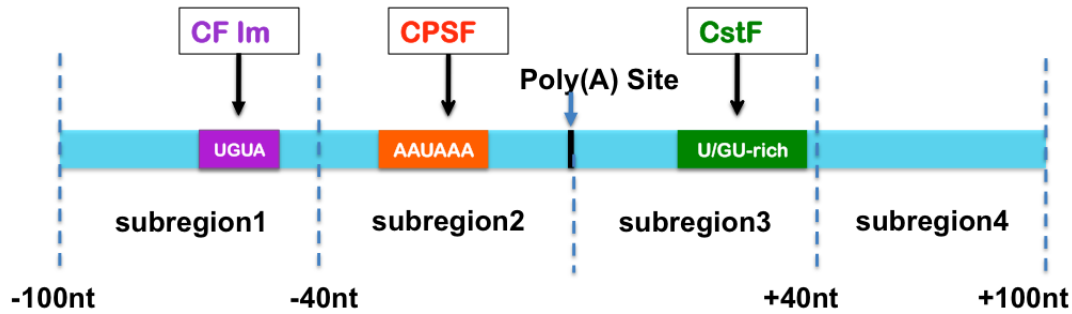 CF Im
CPSF
CstF
Poly(A) Site
UGUA
AAUAAA
U/GU-rich
subregion1
subregion2
subregion3
subregion4
-100nt
-40nt
+40nt
+100nt